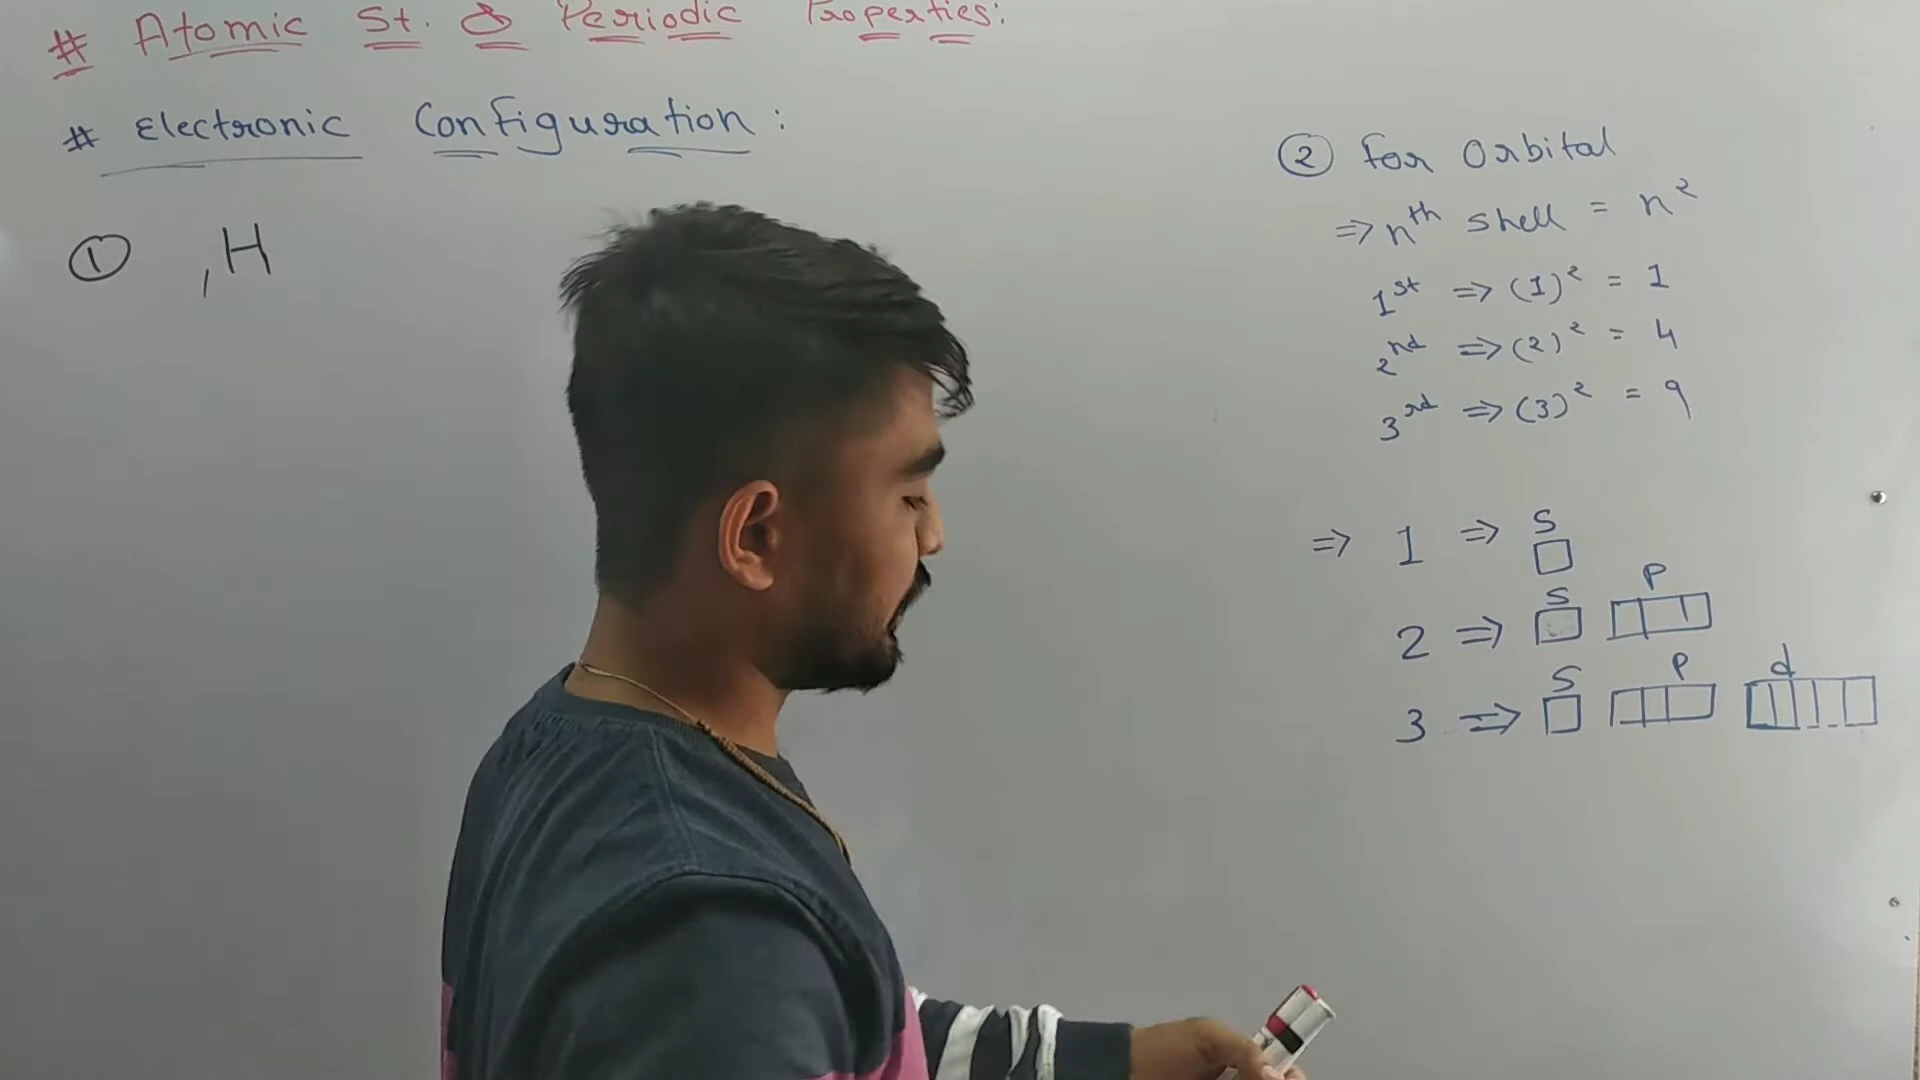 # Atomic St. & Periodic Properties:
# Electronic Configuration:
① ₁H
② For Orbital
⇒ nᵗʰ shell = n²
1ˢᵗ ⇒ (1)² = 1
2ⁿᵈ ⇒ (2)² = 4
3ʳᵈ ⇒ (3)² = 9
⇒ 1 ⇒ S
2 ⇒ S P
3 ⇒ S P d